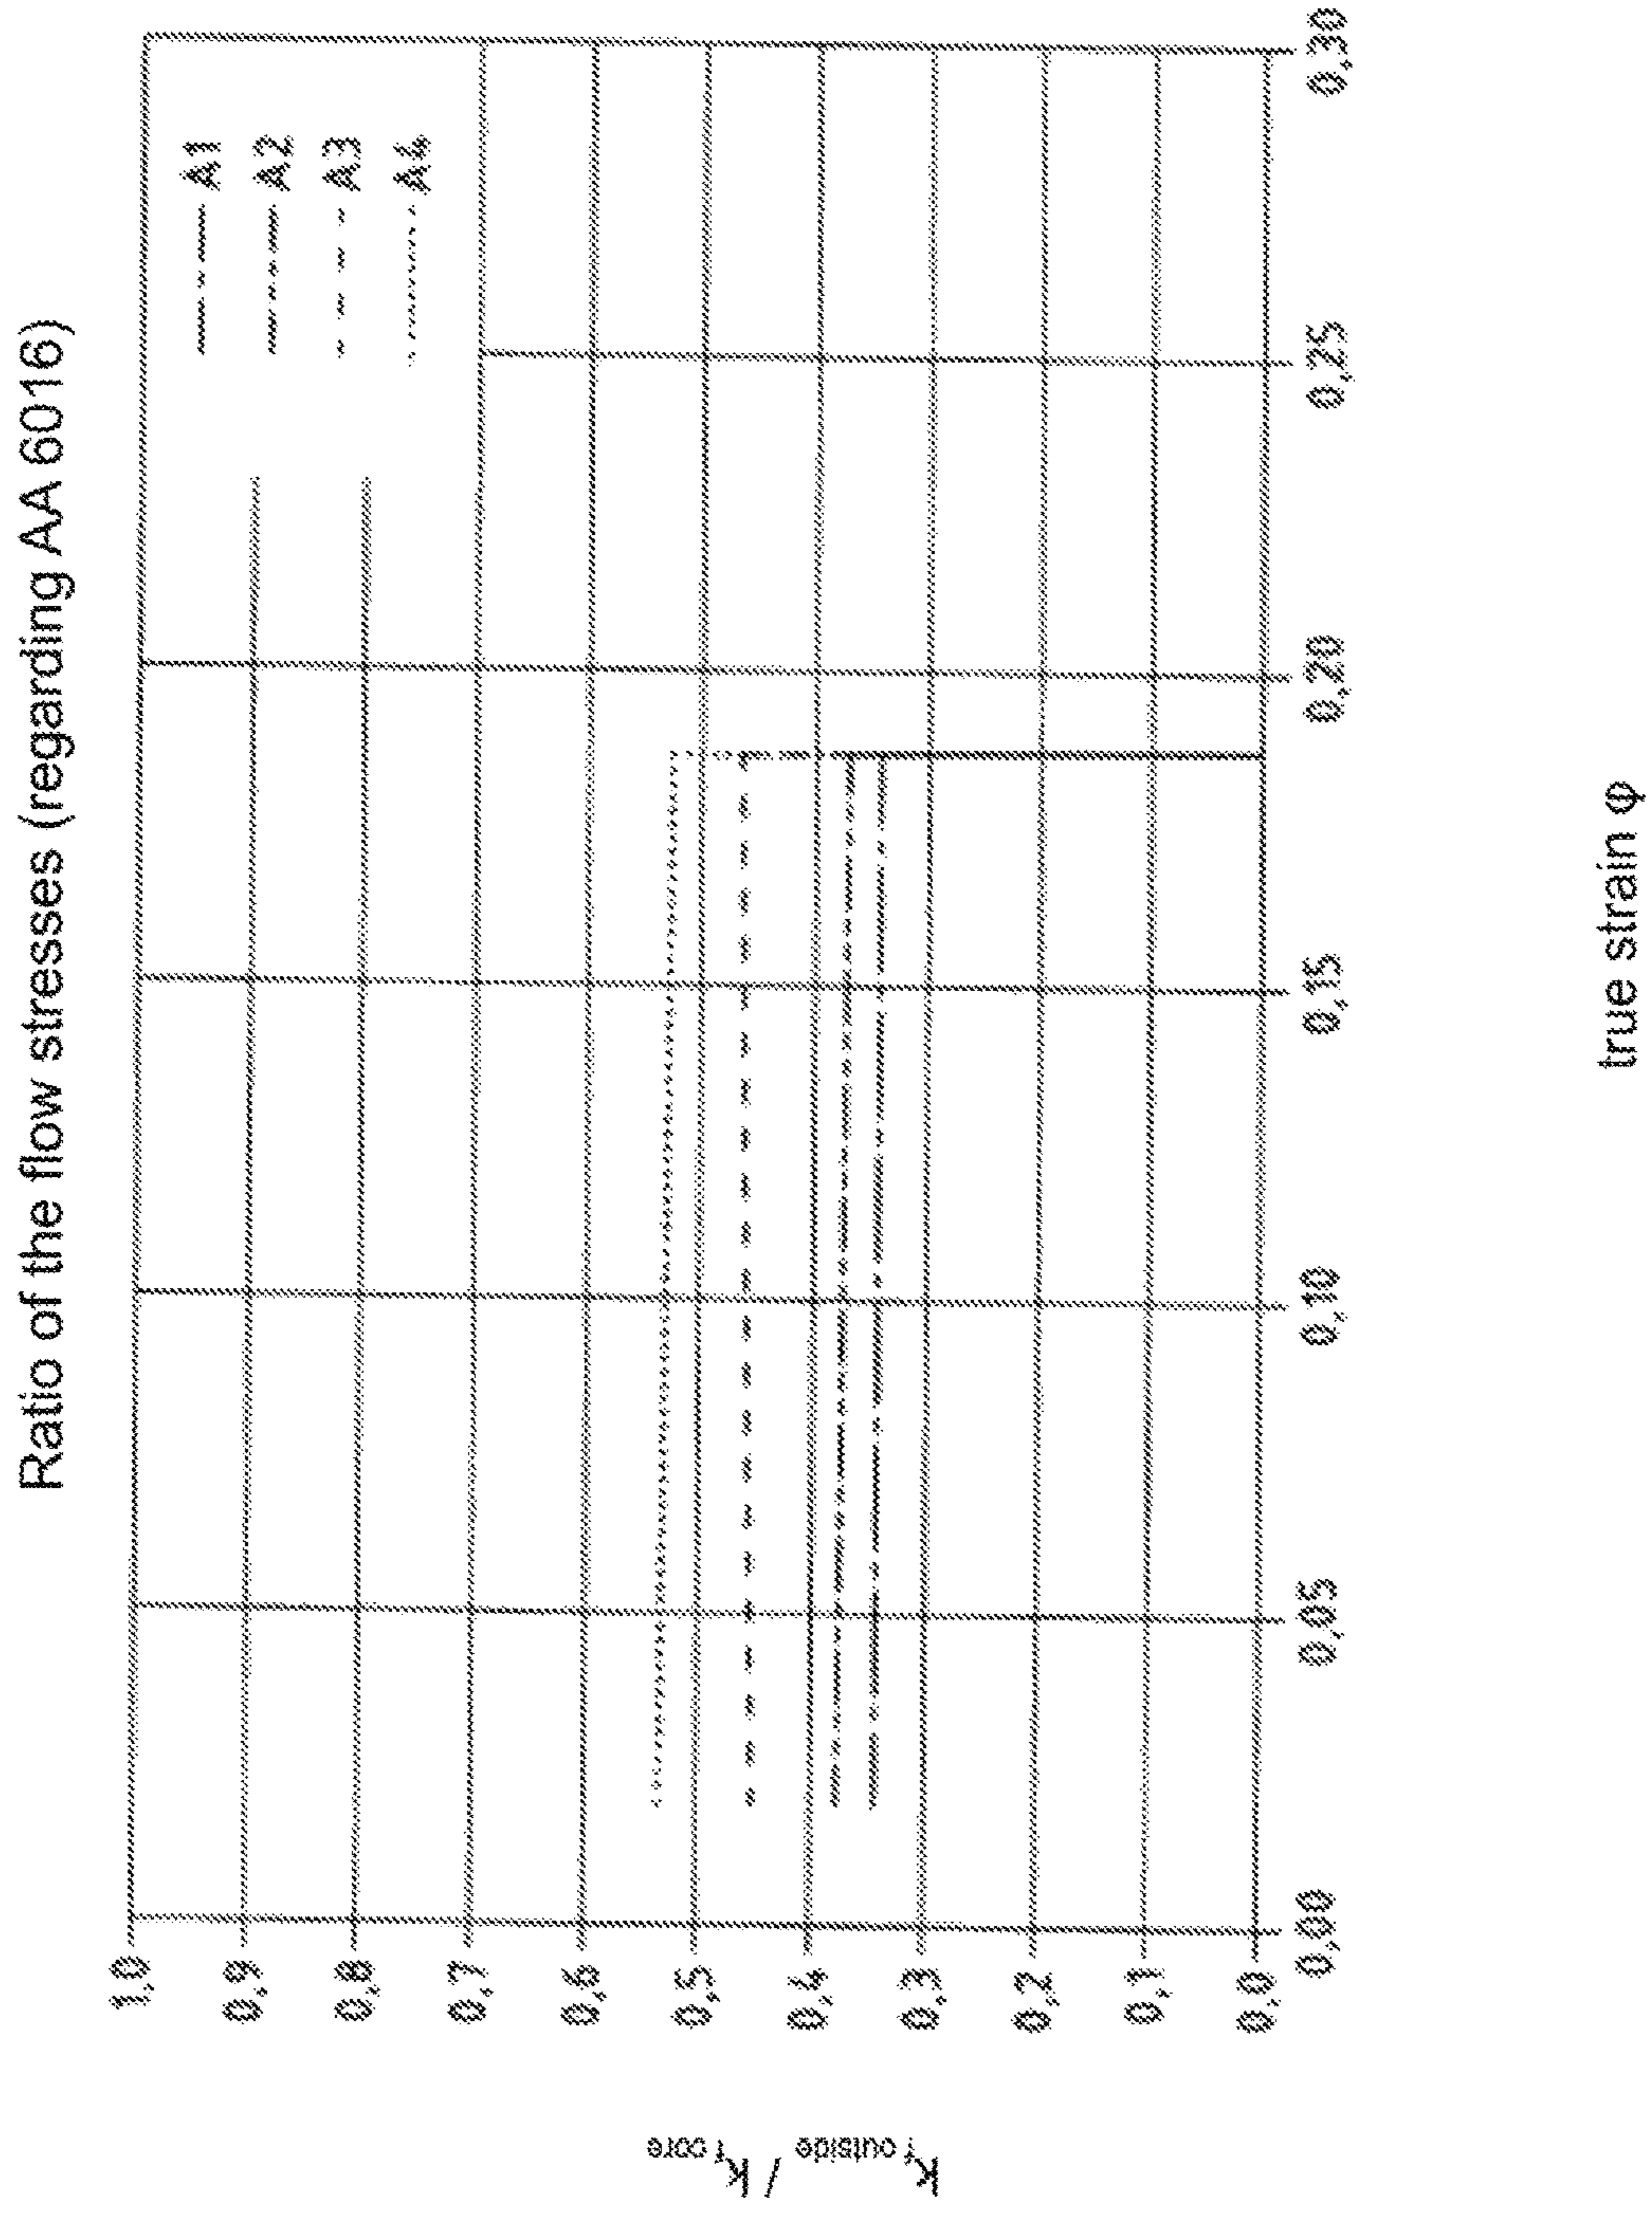 Ratio of the flow stresses (regarding AA 6016)
1,0
0,9
0,8
0,7
0,6
0,5
0,4
0,3
0,2
0,1
0,0
A1
A2
A3
A4
0,00
0,05
0,10
0,15
0,20
0,25
0,30
kf outside / kf core
true strain φ